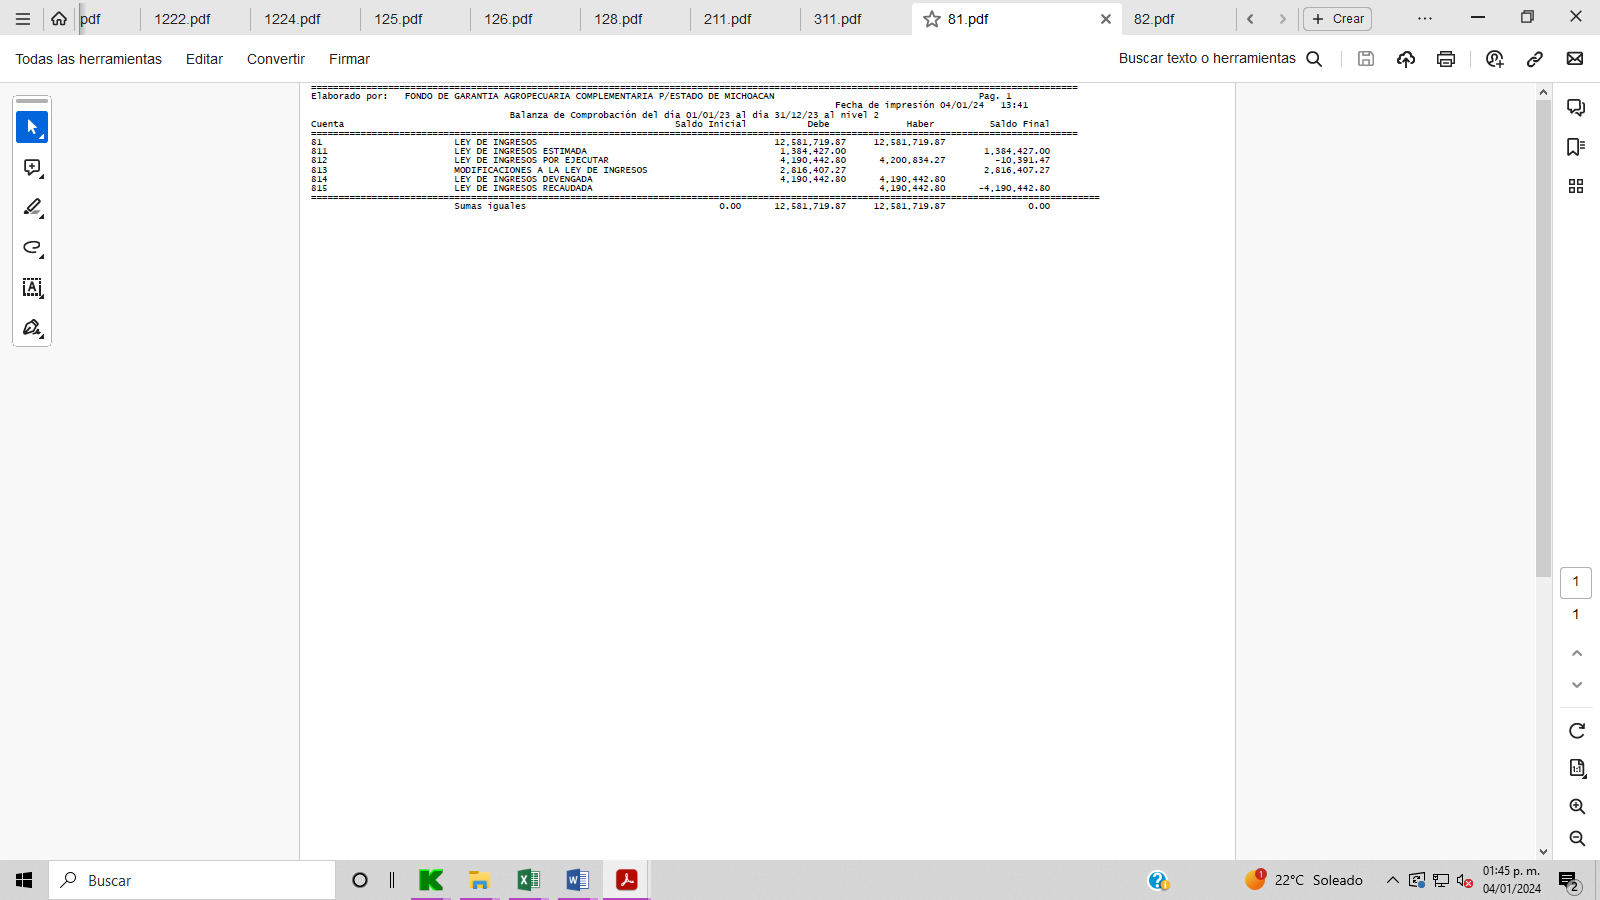 pdf 1222.pdf 1224.pdf 125.pdf 126.pdf 128.pdf 211.pdf 311.pdf 81.pdf 82.pdf Crear
Todas las herramientas Editar Convertir Firmar Buscar texto o herramientas
Elaborado por: FONDO DE GARANTIA AGROPECUARIA COMPLEMENTARIA P/ESTADO DE MICHOACAN Pag. 1
Fecha de impresión 04/01/24 13:41
Balanza de Comprobación del día 01/01/23 al día 31/12/23 al nivel 2
Cuenta Saldo Inicial Debe Haber Saldo Final
81 LEY DE INGRESOS 12,581,719.87 12,581,719.87
811 LEY DE INGRESOS ESTIMADA 1,384,427.00 1,384,427.00
812 LEY DE INGRESOS POR EJECUTAR 4,190,442.80 4,200,834.27 -10,391.47
813 MODIFICACIONES A LA LEY DE INGRESOS 2,816,407.27 2,816,407.27
814 LEY DE INGRESOS DEVENGADA 4,190,442.80 4,190,442.80
815 LEY DE INGRESOS RECAUDADA 4,190,442.80 -4,190,442.80
Sumas iguales 0.00 12,581,719.87 12,581,719.87 0.00
1
1
Buscar
22°C Soleado
01:45 p. m.
04/01/2024
2